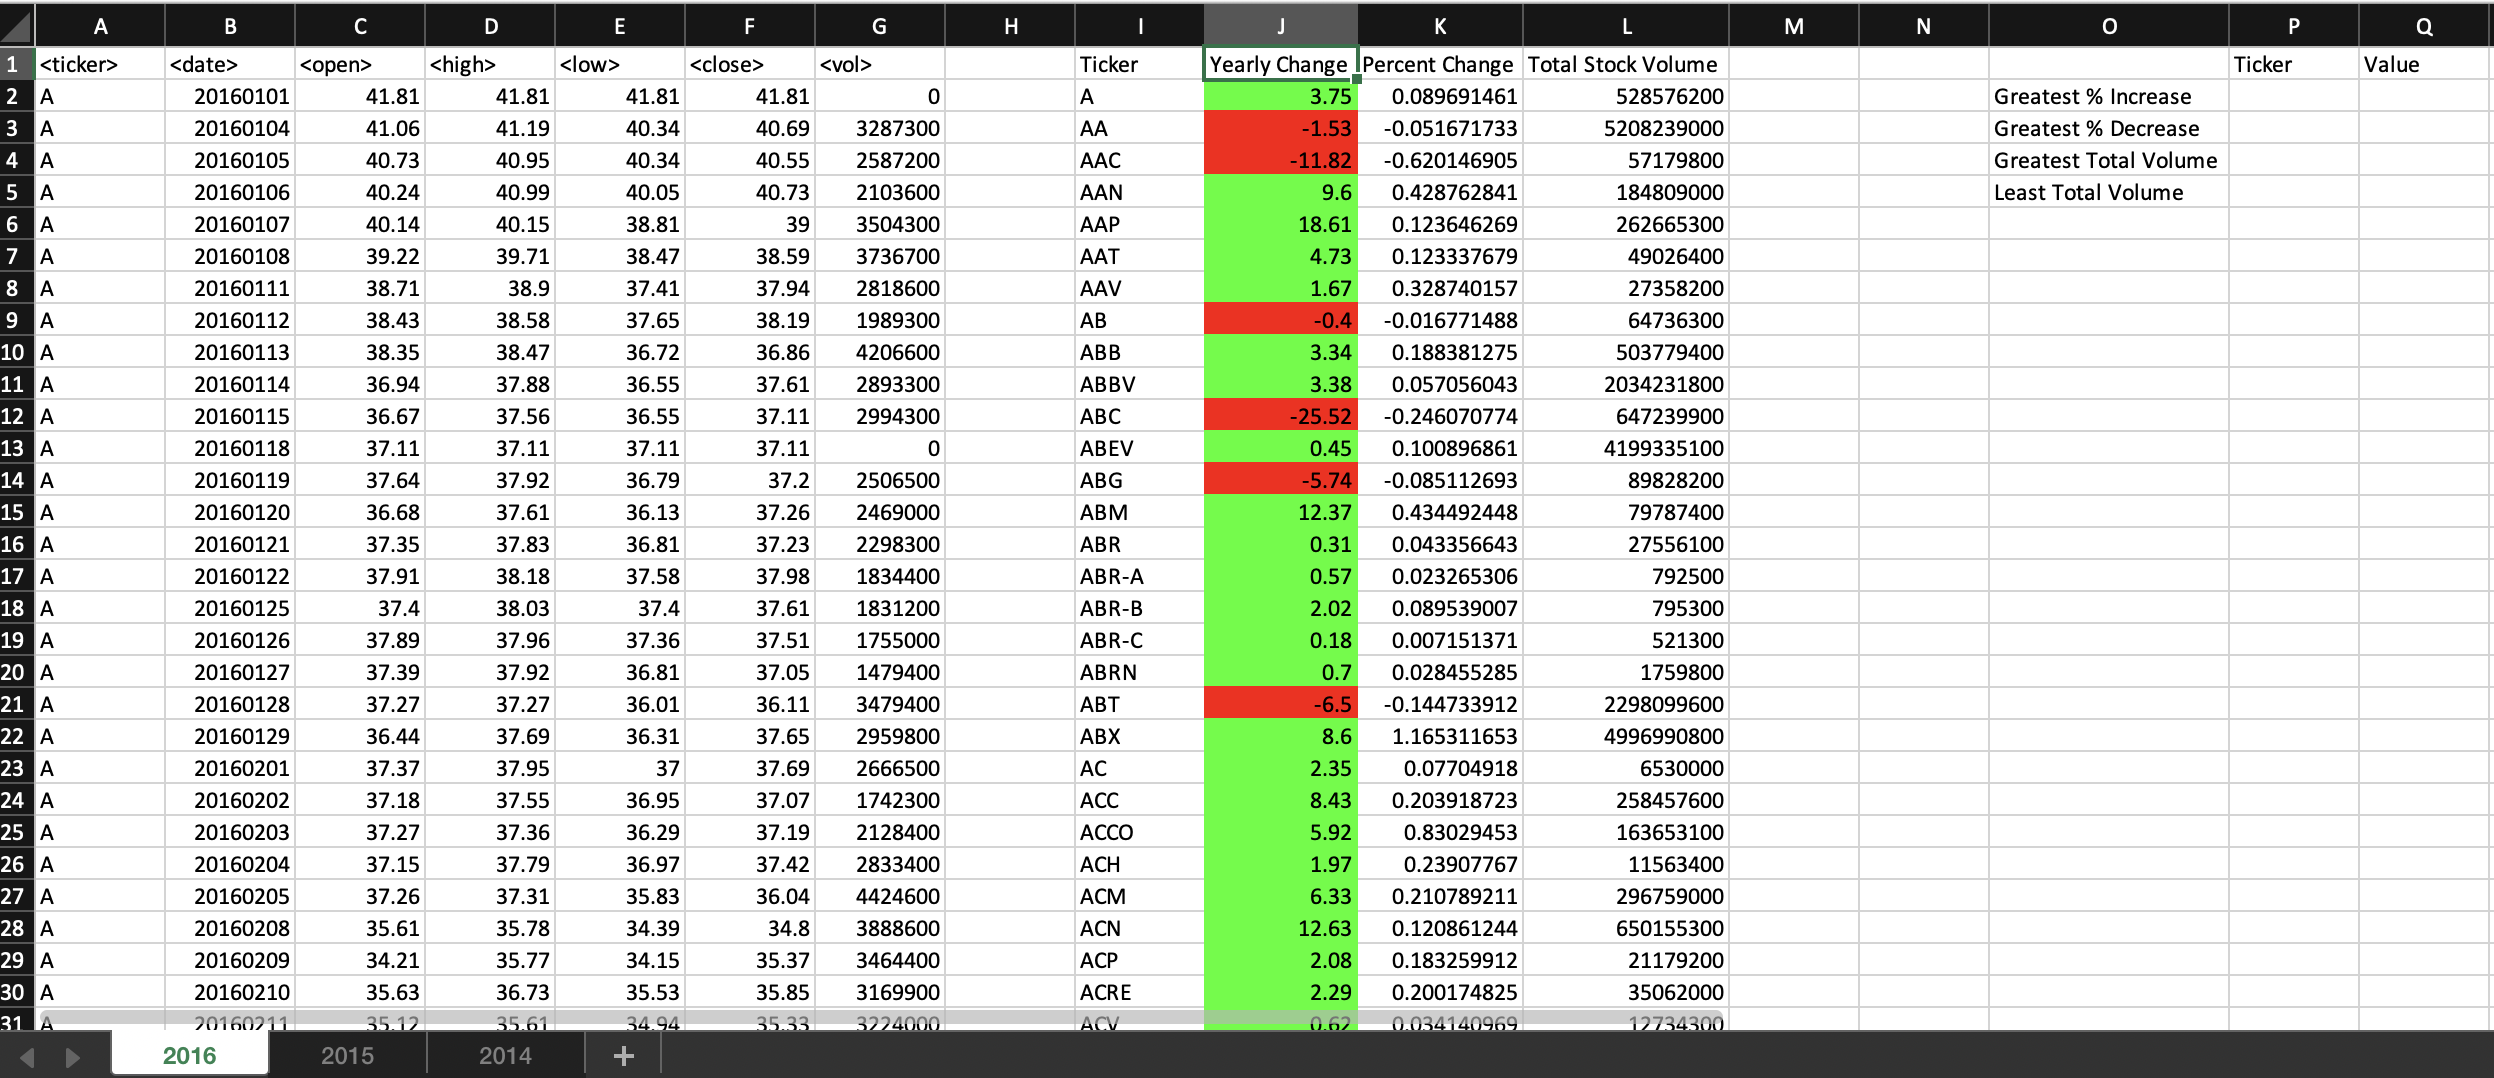 A B C D E F G H I J K L M N O P Q
1 <ticker> <date> <open> <high> <low> <close> <vol> Ticker Yearly Change Percent Change Total Stock Volume Ticker Value
2 A 20160101 41.81 41.81 41.81 41.81 0 A 3.75 0.089691461 528576200 Greatest % Increase
3 A 20160104 41.06 41.19 40.34 40.69 3287300 AA -1.53 -0.051671733 5208239000 Greatest % Decrease
4 A 20160105 40.73 40.95 40.34 40.55 2587200 AAC -11.82 -0.620146905 57179800 Greatest Total Volume
5 A 20160106 40.24 40.99 40.05 40.73 2103600 AAN 9.6 0.428762841 184809000 Least Total Volume
6 A 20160107 40.14 40.15 38.81 39 3504300 AAP 18.61 0.123646269 262665300
7 A 20160108 39.22 39.71 38.47 38.59 3736700 AAT 4.73 0.123337679 49026400
8 A 20160111 38.71 38.9 37.41 37.94 2818600 AAV 1.67 0.328740157 27358200
9 A 20160112 38.43 38.58 37.65 38.19 1989300 AB -0.4 -0.016771488 64736300
10 A 20160113 38.35 38.47 36.72 36.86 4206600 ABB 3.34 0.188381275 503779400
11 A 20160114 36.94 37.88 36.55 37.61 2893300 ABBV 3.38 0.057056043 2034231800
12 A 20160115 36.67 37.56 36.55 37.11 2994300 ABC -25.52 -0.246070774 647239900
13 A 20160118 37.11 37.11 37.11 37.11 0 ABEV 0.45 0.100896861 4199335100
14 A 20160119 37.64 37.92 36.79 37.2 2506500 ABG -5.74 -0.085112693 89828200
15 A 20160120 36.68 37.61 36.13 37.26 2469000 ABM 12.37 0.434492448 79787400
16 A 20160121 37.35 37.83 36.81 37.23 2298300 ABR 0.31 0.043356643 27556100
17 A 20160122 37.91 38.18 37.58 37.98 1834400 ABR-A 0.57 0.023265306 792500
18 A 20160125 37.4 38.03 37.4 37.61 1831200 ABR-B 2.02 0.089539007 795300
19 A 20160126 37.89 37.96 37.36 37.51 1755000 ABR-C 0.18 0.007151371 521300
20 A 20160127 37.39 37.92 36.81 37.05 1479400 ABRN 0.7 0.028455285 1759800
21 A 20160128 37.27 37.27 36.01 36.11 3479400 ABT -6.5 -0.144733912 2298099600
22 A 20160129 36.44 37.69 36.31 37.65 2959800 ABX 8.6 1.165311653 4996990800
23 A 20160201 37.37 37.95 37 37.69 2666500 AC 2.35 0.07704918 6530000
24 A 20160202 37.18 37.55 36.95 37.07 1742300 ACC 8.43 0.203918723 258457600
25 A 20160203 37.27 37.36 36.29 37.19 2128400 ACCO 5.92 0.83029453 163653100
26 A 20160204 37.15 37.79 36.97 37.42 2833400 ACH 1.97 0.23907767 11563400
27 A 20160205 37.26 37.31 35.83 36.04 4424600 ACM 6.33 0.210789211 296759000
28 A 20160208 35.61 35.78 34.39 34.8 3888600 ACN 12.63 0.120861244 650155300
29 A 20160209 34.21 35.77 34.15 35.37 3464400 ACP 2.08 0.183259912 21179200
30 A 20160210 35.63 36.73 35.53 35.85 3169900 ACRE 2.29 0.200174825 35062000
31 A 20160211 35.12 35.61 34.94 35.33 3224000 ACV 0.62 0.034140969 12734300
2016 2015 2014 +